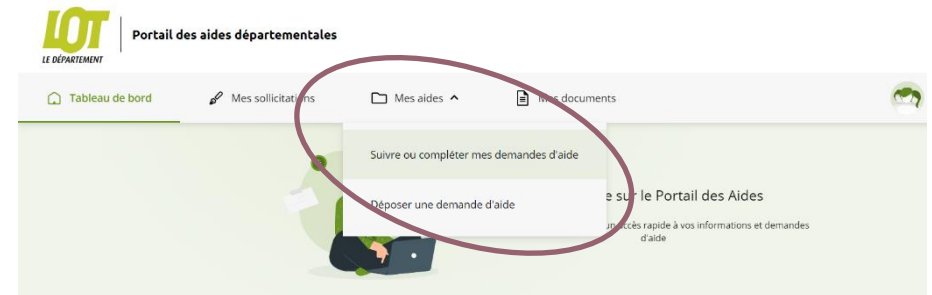 LOT
LE DÉPARTEMENT
Portail des aides départementales
Tableau de bord
Mes sollicitations
Mes aides
Mes documents
Suivre ou compléter mes demandes d'aide
Déposer une demande d'aide
sur le Portail des Aides
accès rapide à vos informations et demandes
d'aide